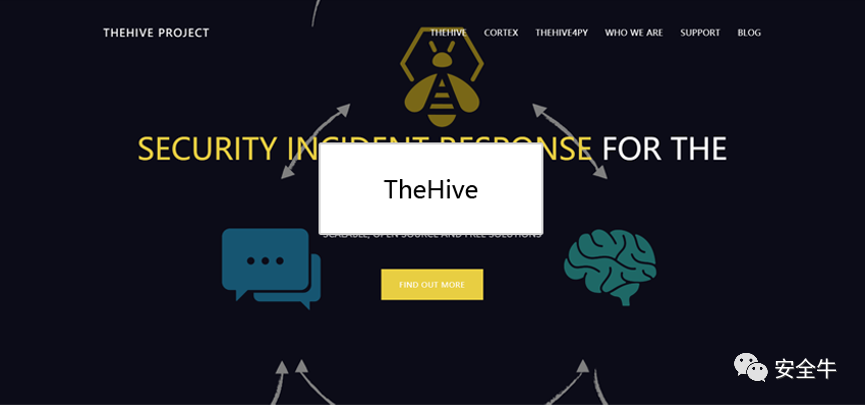 THEHIVE PROJECT
THEHIVE CORTEX THEHIVE4PY WHO WE ARE SUPPORT BLOG
SECURITY INCIDENT RESPONSE FOR THE
TheHive
SCALABLE, OPEN SOURCE AND FREE SOLUTIONS
FIND OUT MORE
安全牛